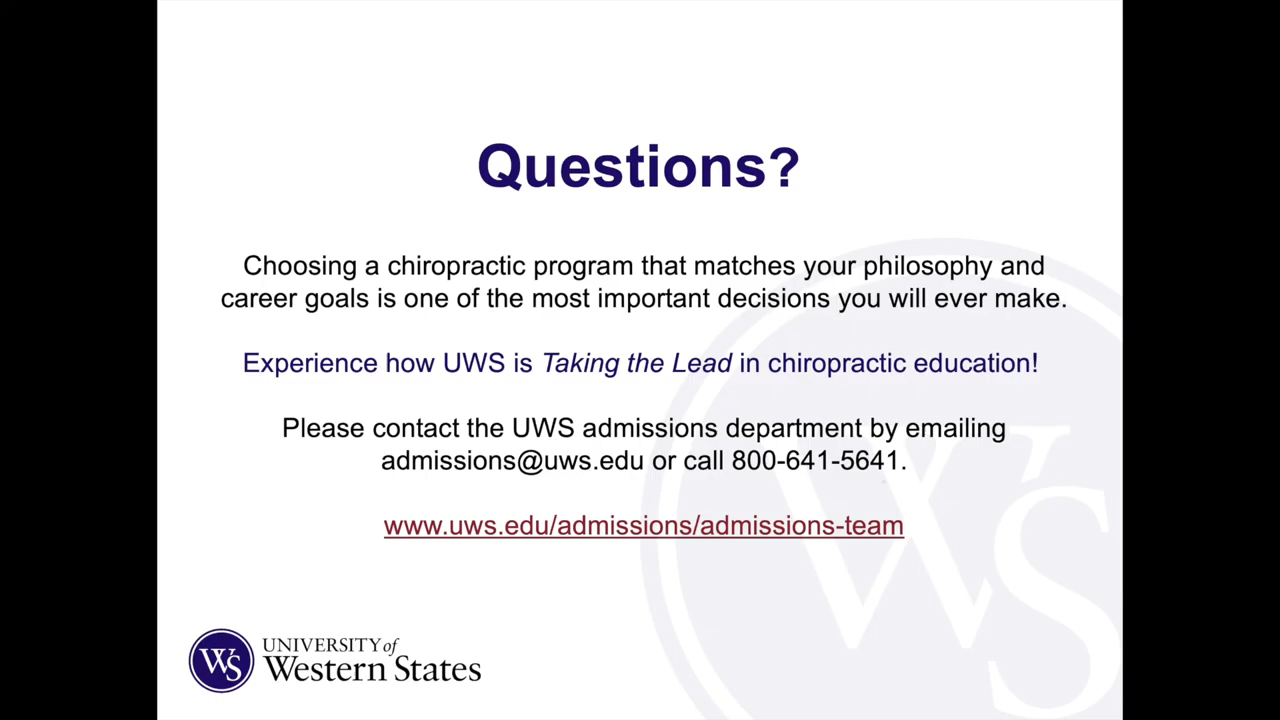 Questions?
Choosing a chiropractic program that matches your philosophy and
career goals is one of the most important decisions you will ever make.
Experience how UWS is Taking the Lead in chiropractic education!
Please contact the UWS admissions department by emailing
admissions@uws.edu or call 800-641-5641.
www.uws.edu/admissions/admissions-team
WS
WS
UNIVERSITY of
Western States